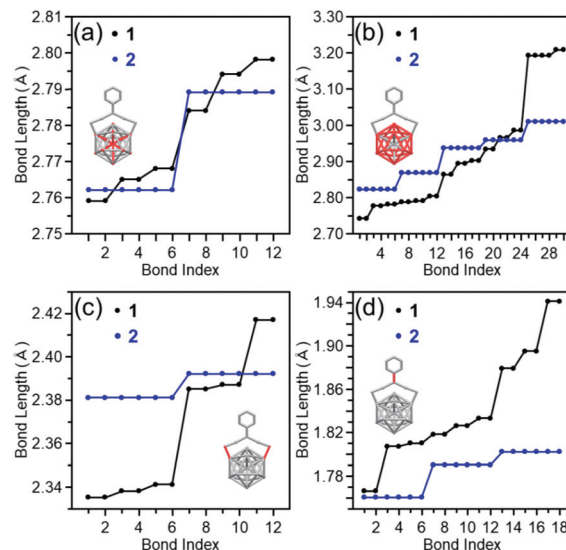 (a)
1
2
2.81
2.80
2.79
2.78
2.77
2.76
2.75
Bond Length (Å)
2 4 6 8 10 12
Bond Index
(b)
1
2
3.20
3.10
3.00
2.90
2.80
2.70
Bond Length (Å)
4 8 12 16 20 24 28
Bond Index
(c)
1
2
2.42
2.40
2.38
2.36
2.34
Bond Length (Å)
2 4 6 8 10 12
Bond Index
(d)
1
2
1.94
1.90
1.86
1.82
1.78
Bond Length (Å)
2 4 6 8 10 12 14 16 18
Bond Index